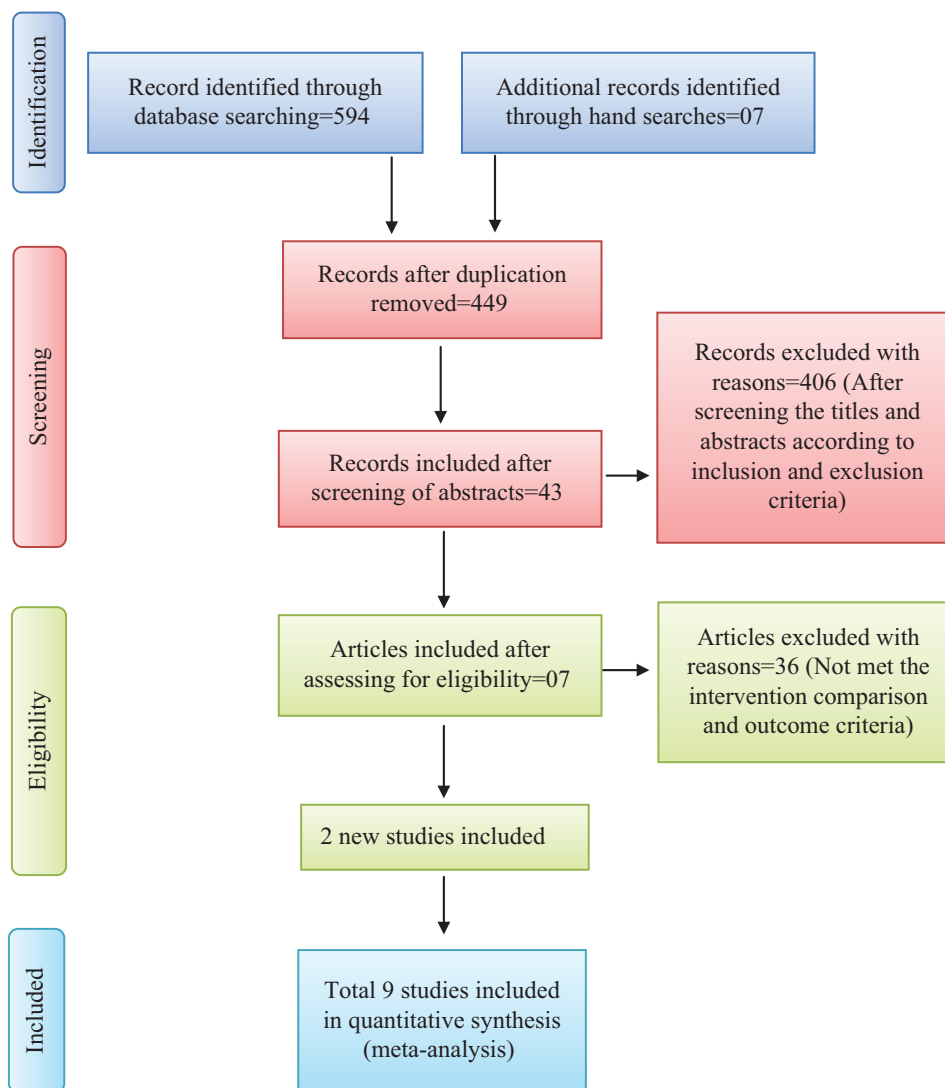 Identification
Record identified through
database searching=594
Additional records identified
through hand searches=07
Screening
Records after duplication
removed=449
Records included after
screening of abstracts=43
Records excluded with
reasons=406 (After
screening the titles and
abstracts according to
inclusion and exclusion
criteria)
Eligibility
Articles included after
assessing for eligibility=07
Articles excluded with
reasons=36 (Not met the
intervention comparison
and outcome criteria)
2 new studies included
Included
Total 9 studies included
in quantitative synthesis
(meta-analysis)